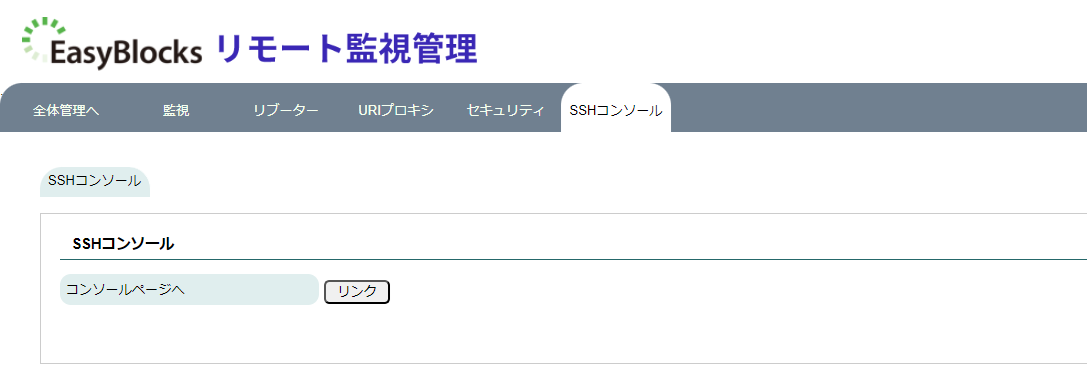 EasyBlocks リモート監視管理
全体管理へ 監視 リブーター URIプロキシ セキュリティ SSHコンソール
SSHコンソール
SSHコンソール
コンソールページへ リンク